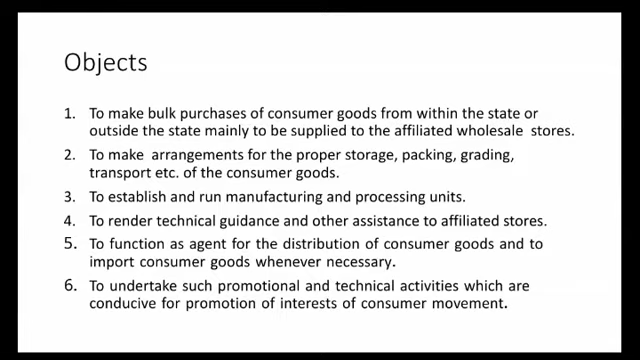 Objects
1. To make bulk purchases of consumer goods from within the state or
outside the state mainly to be supplied to the affiliated wholesale stores.
2. To make arrangements for the proper storage, packing, grading,
transport etc. of the consumer goods.
3. To establish and run manufacturing and processing units.
4. To render technical guidance and other assistance to affiliated stores.
5. To function as agent for the distribution of consumer goods and to
import consumer goods whenever necessary.
6. To undertake such promotional and technical activities which are
conducive for promotion of interests of consumer movement.